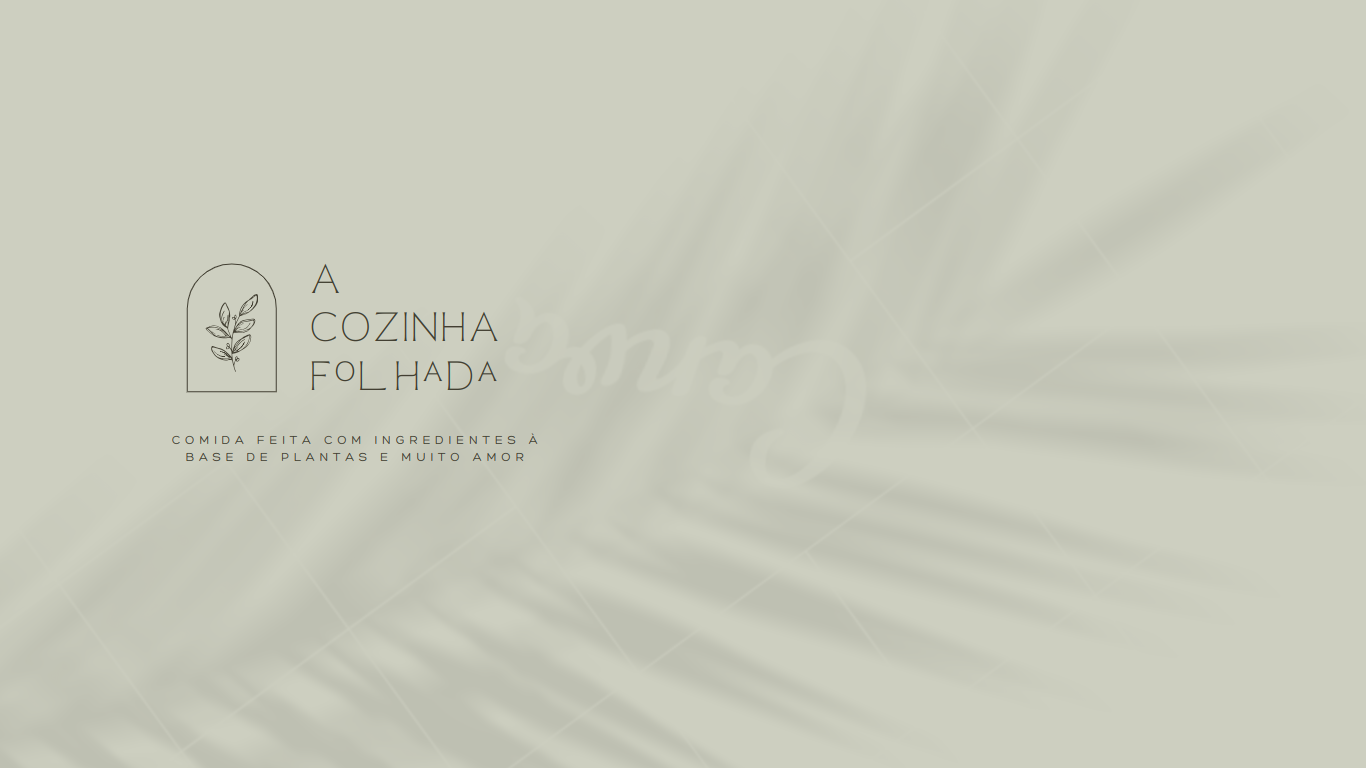 A
COZINHA
FOLHADA
COMIDA FEITA COM INGREDIENTES À
BASE DE PLANTAS E MUITO AMOR
Canva